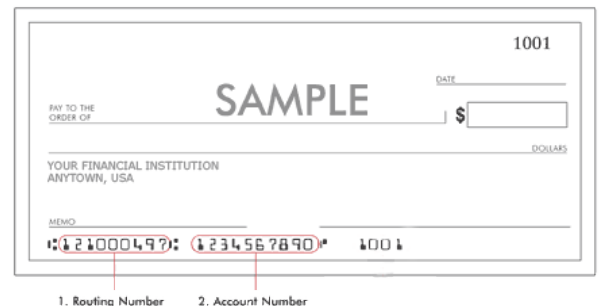 1001
DATE
SAMPLE
PAY TO THE
ORDER OF
$
DOLLARS
YOUR FINANCIAL INSTITUTION
ANYTOWN, USA
MEMO
⑆121000497⑆ 1234567890⑈ 1001
1. Routing Number 2. Account Number